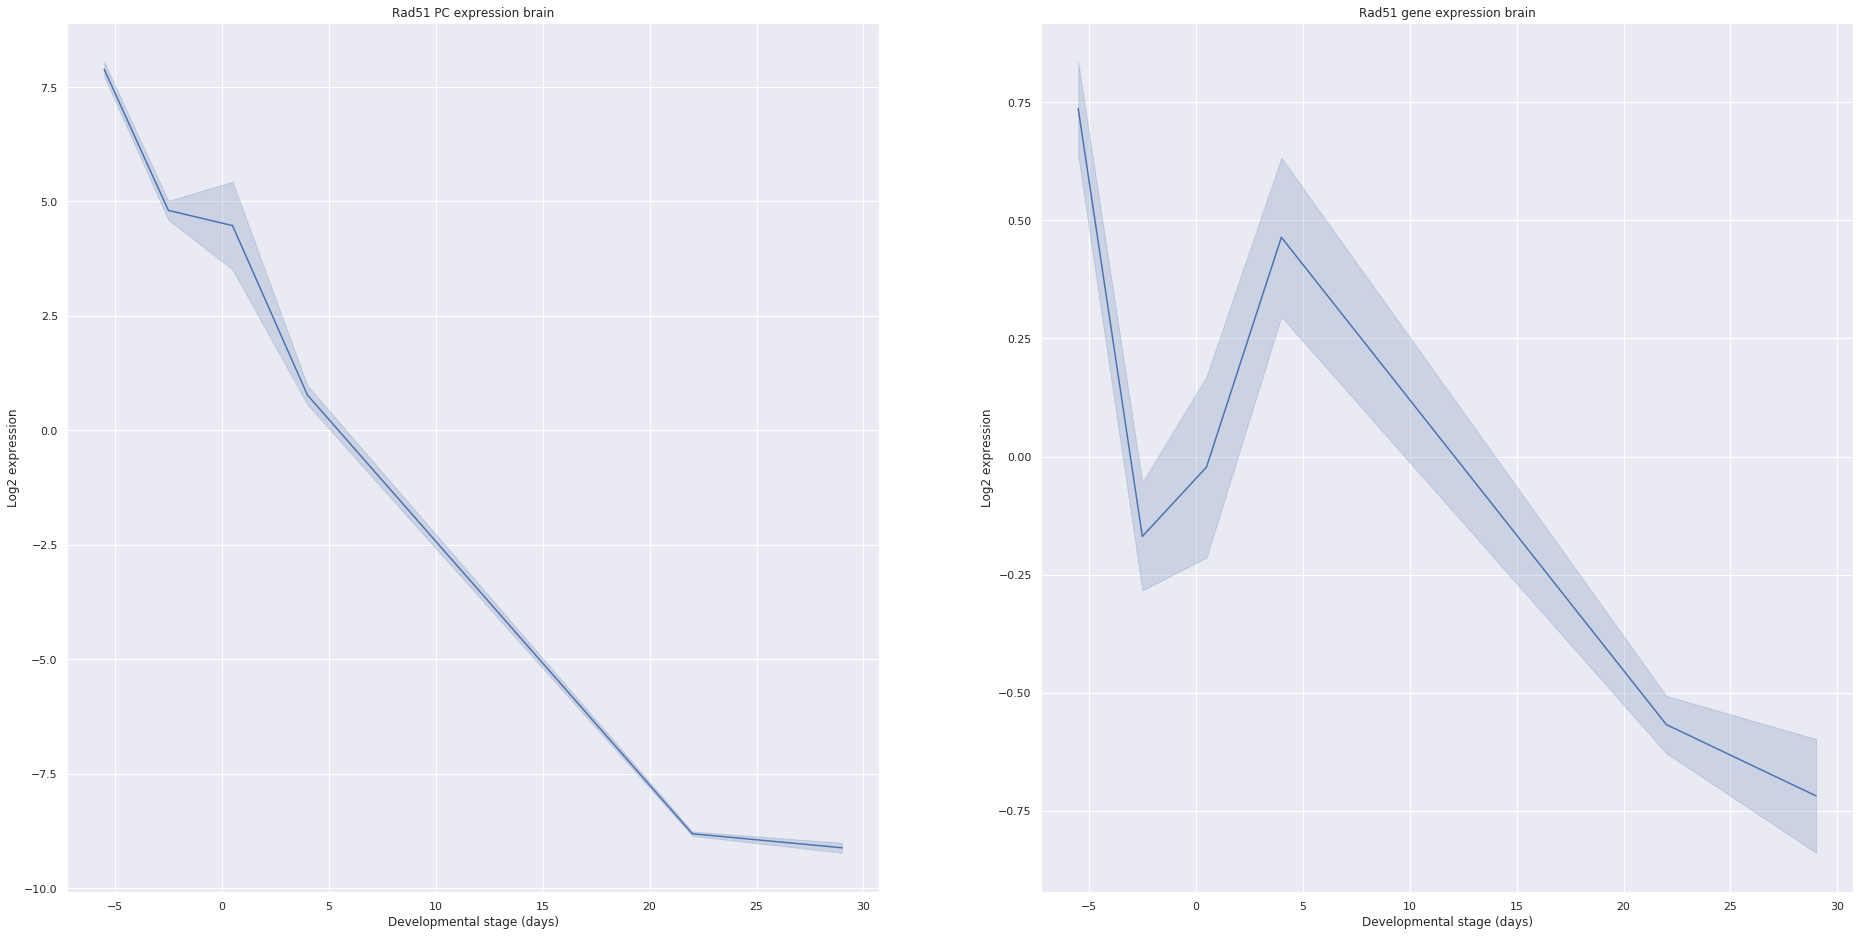 Rad51 PC expression brain
Log2 expression
7.5
5.0
2.5
0.0
−2.5
−5.0
−7.5
−10.0
−5 0 5 10 15 20 25 30
Developmental stage (days)
Rad51 gene expression brain
Log2 expression
0.75
0.50
0.25
0.00
−0.25
−0.50
−0.75
−5 0 5 10 15 20 25 30
Developmental stage (days)